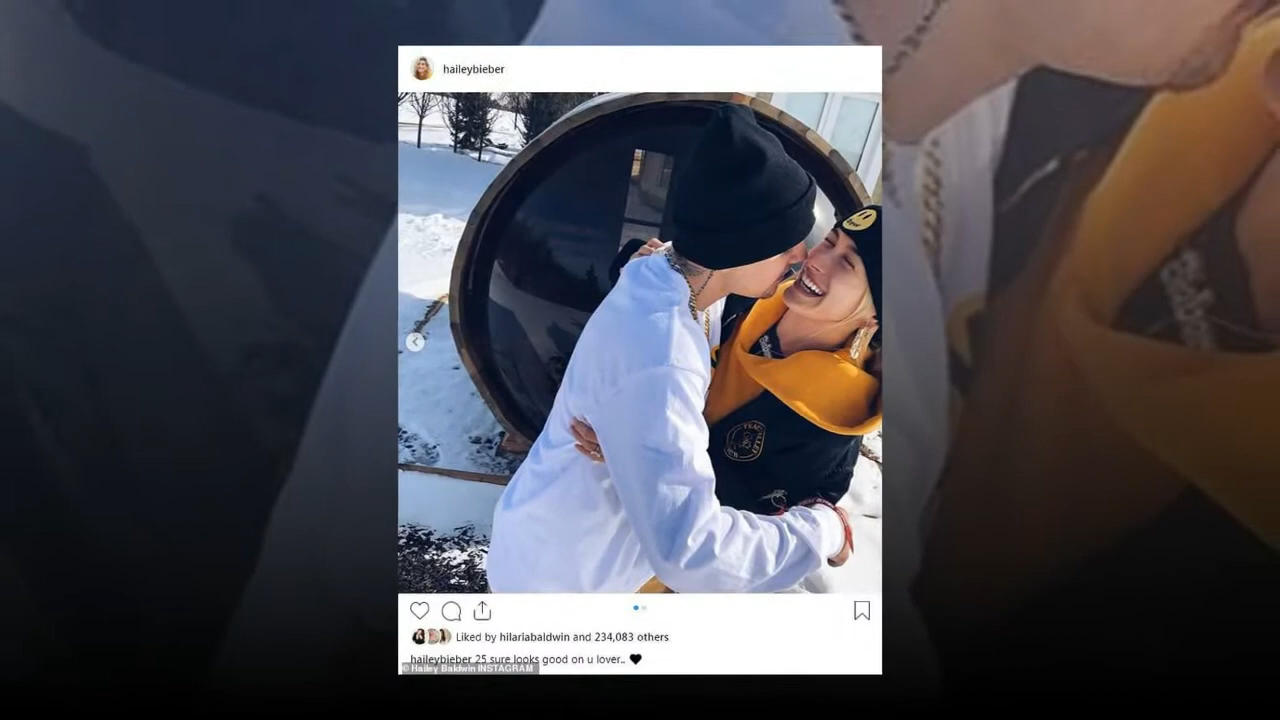 haileybieber
Liked by hilariabaldwin and 234,083 others
haileybieber 25 sure looks good on u lover.. 🖤
© Hailey Baldwin INSTAGRAM